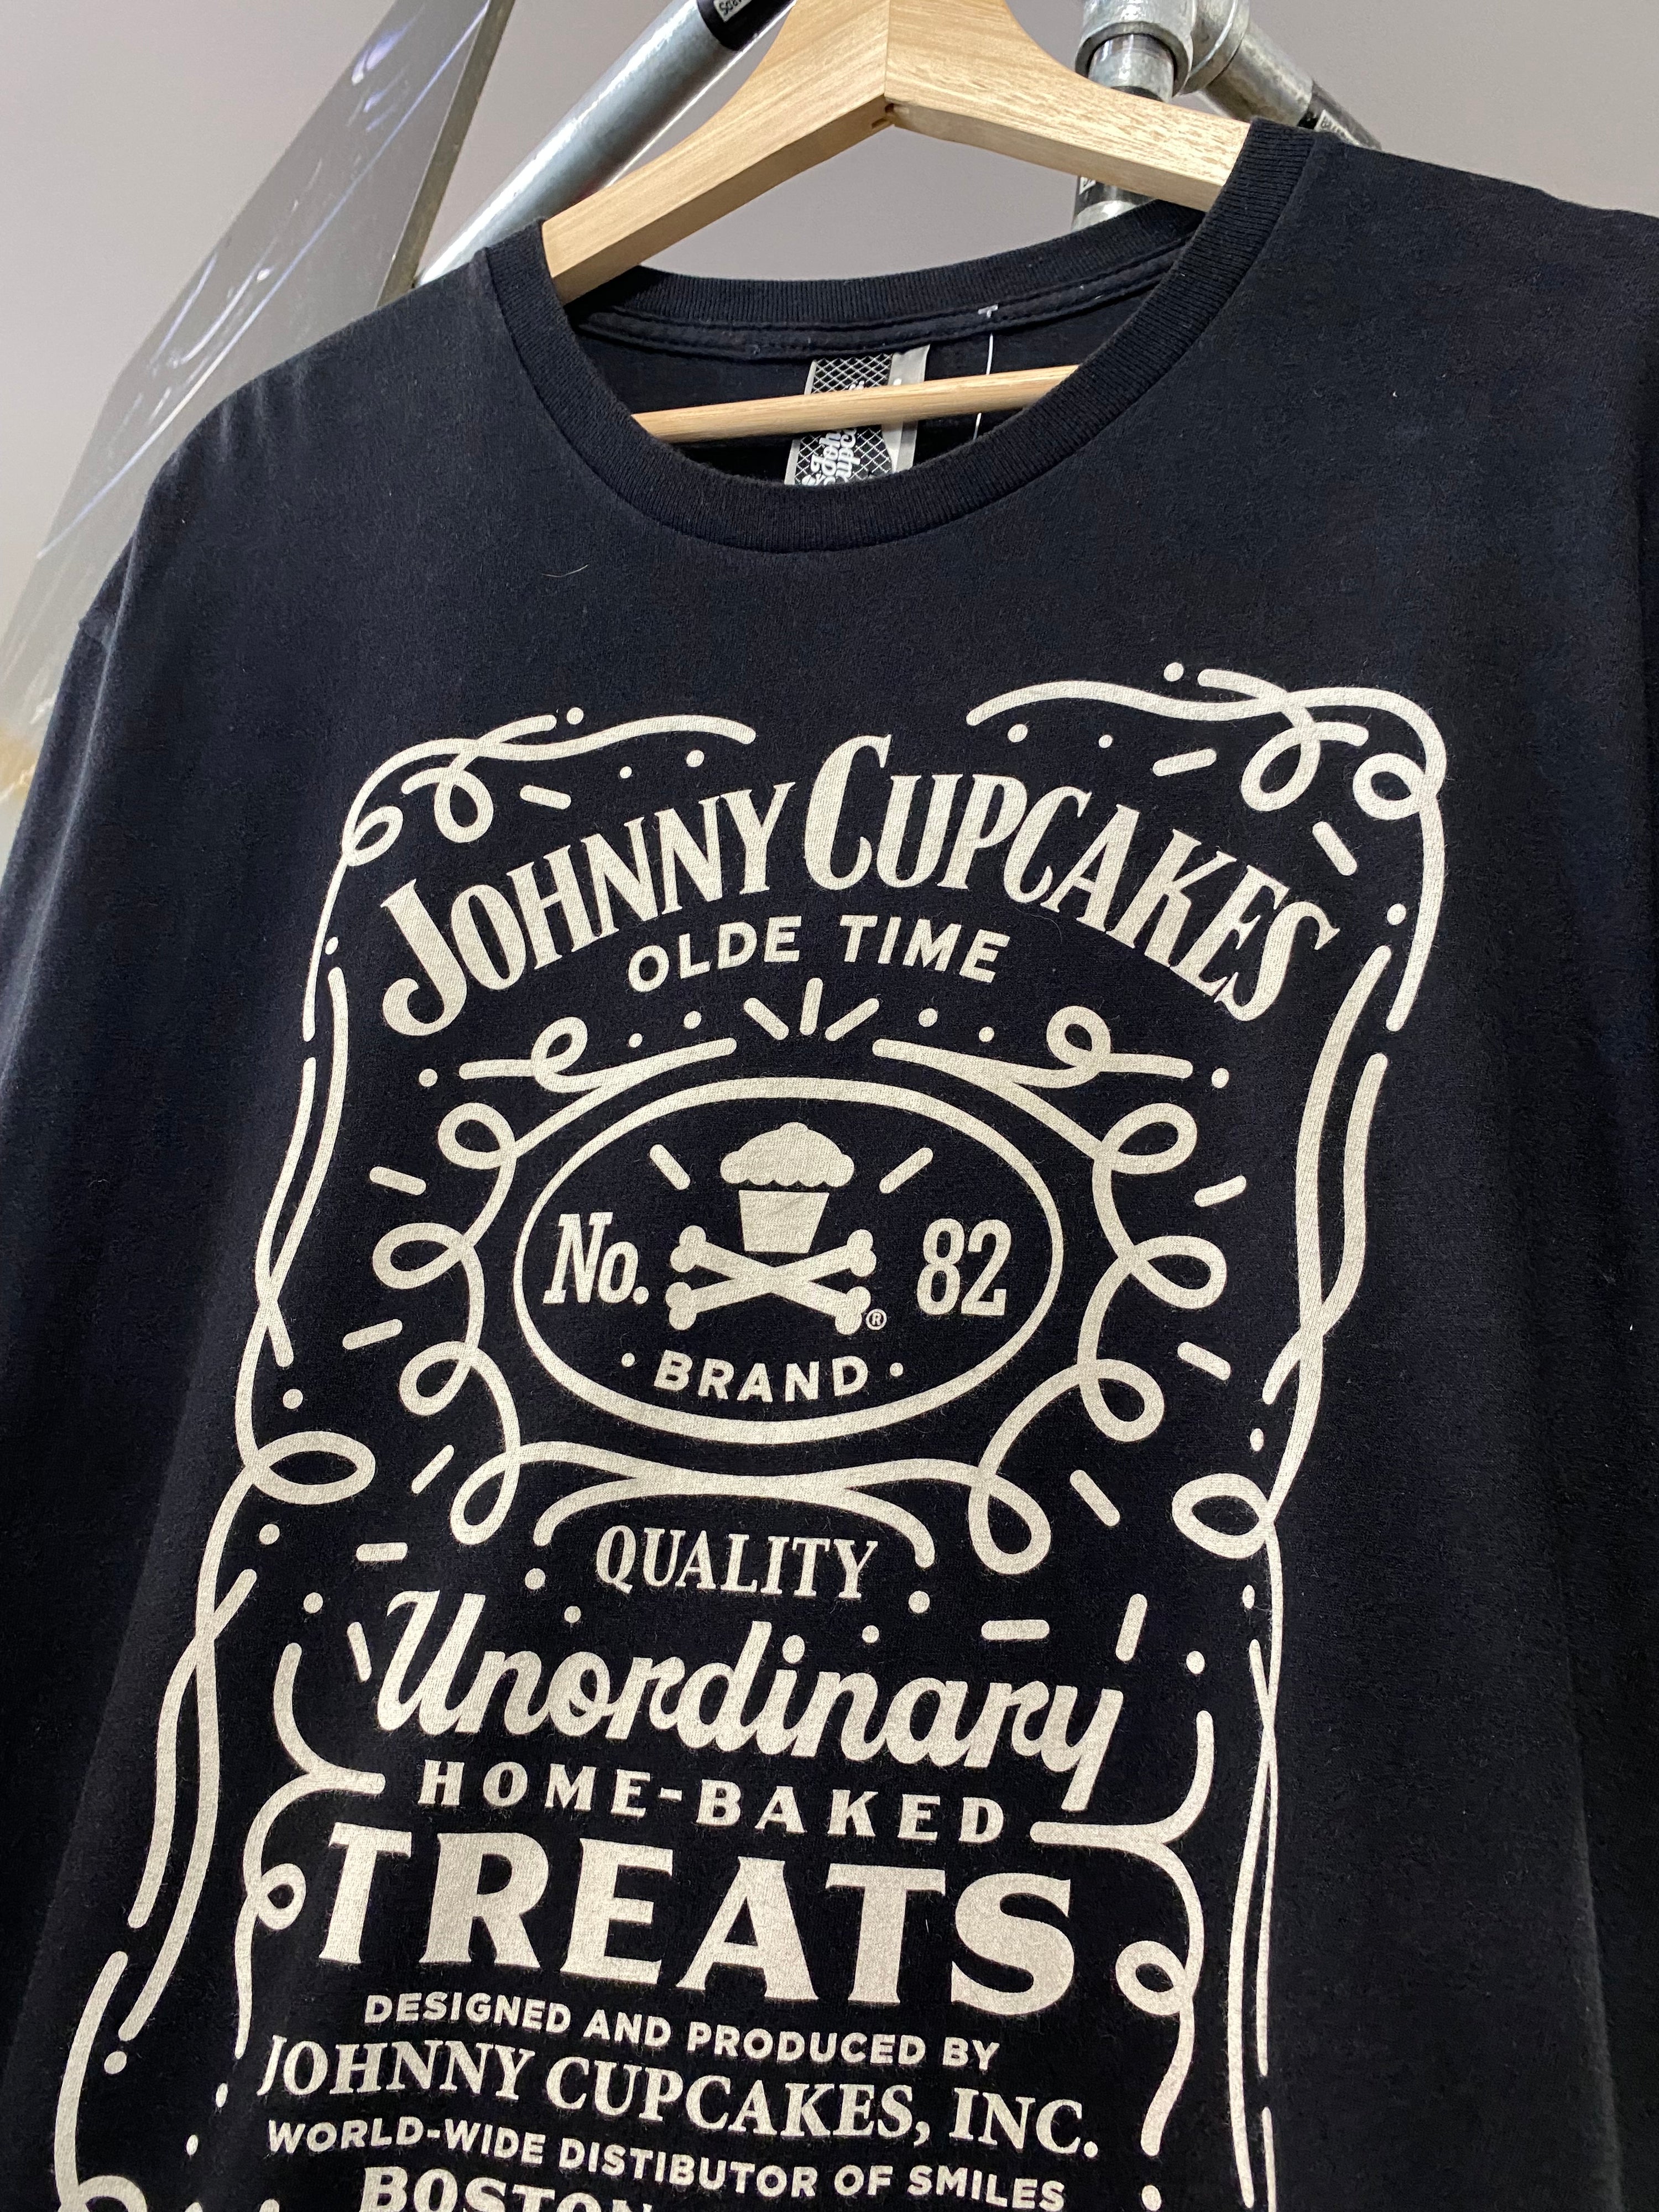 JOHNNY CUPCAKES
OLDE TIME
No. 82
®
· BRAND ·
QUALITY
Unordinary
HOME-BAKED
TREATS
DESIGNED AND PRODUCED BY
JOHNNY CUPCAKES, INC.
WORLD-WIDE DISTIBUTOR OF SMILES
BOSTON